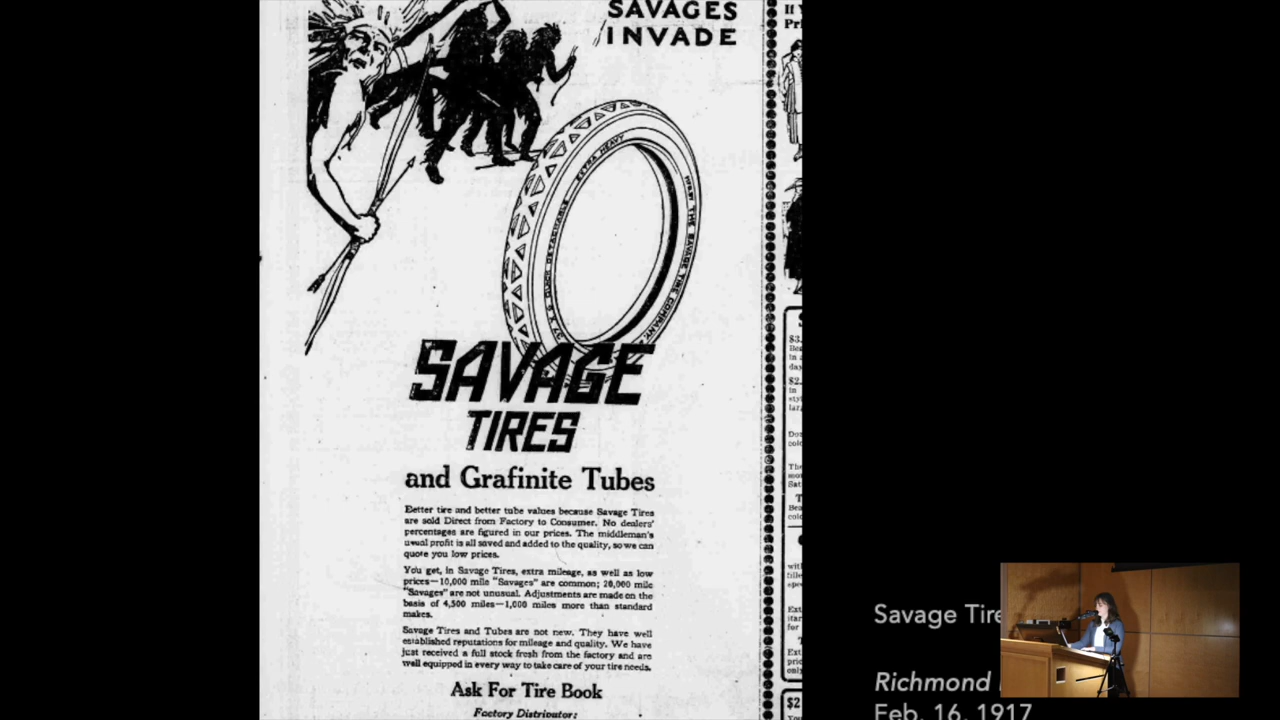 SAVAGES
INVADE
EXTRA HEAVY
SAVAGE
TIRES
and Grafinite Tubes
Better tire and better tube values because Savage Tires
are sold Direct from Factory to Consumer. No dealers'
percentages are figured in our prices. The middleman's
usual profit is all saved and added to the quality, so we can
quote you low prices.
You get, in Savage Tires, extra mileage, as well as low
prices—10,000 mile "Savages" are common; 20,000 mile
"Savages" are not unusual. Adjustments are made on the
basis of 4,500 miles—1,000 miles more than standard
makes.
Savage Tires and Tubes are not new. They have well
established reputations for mileage and quality. We have
just received a full stock fresh from the factory and are
well equipped in every way to take care of your tire needs.
Ask For Tire Book
Factory Distributor:
Savage Tire
Richmond
Feb. 16, 1917